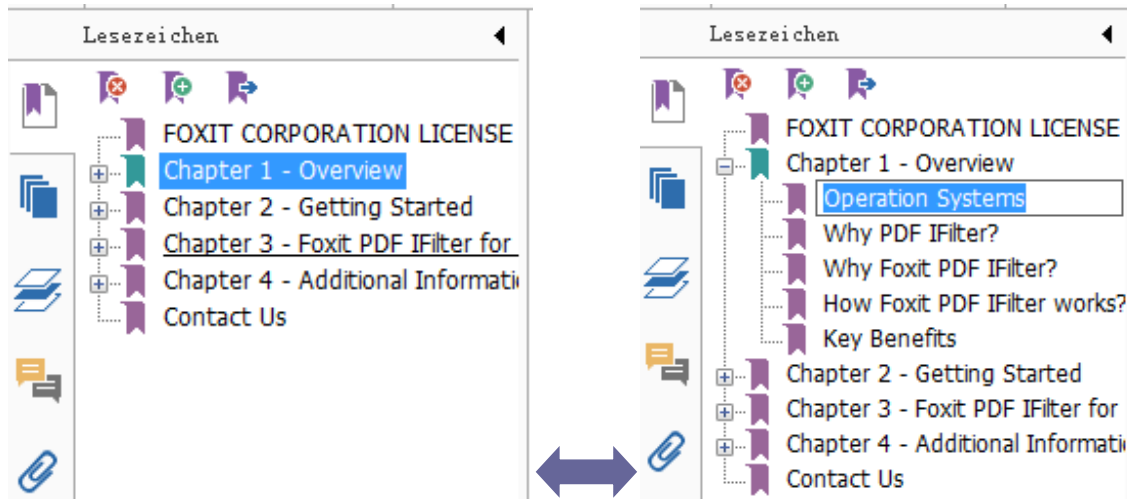 Lesezeichen
FOXIT CORPORATION LICENSE
Chapter 1 - Overview
Chapter 2 - Getting Started
Chapter 3 - Foxit PDF IFilter for
Chapter 4 - Additional Informati
Contact Us
Lesezeichen
FOXIT CORPORATION LICENSE
Chapter 1 - Overview
Operation Systems
Why PDF IFilter?
Why Foxit PDF IFilter?
How Foxit PDF IFilter works?
Key Benefits
Chapter 2 - Getting Started
Chapter 3 - Foxit PDF IFilter for
Chapter 4 - Additional Informati
Contact Us